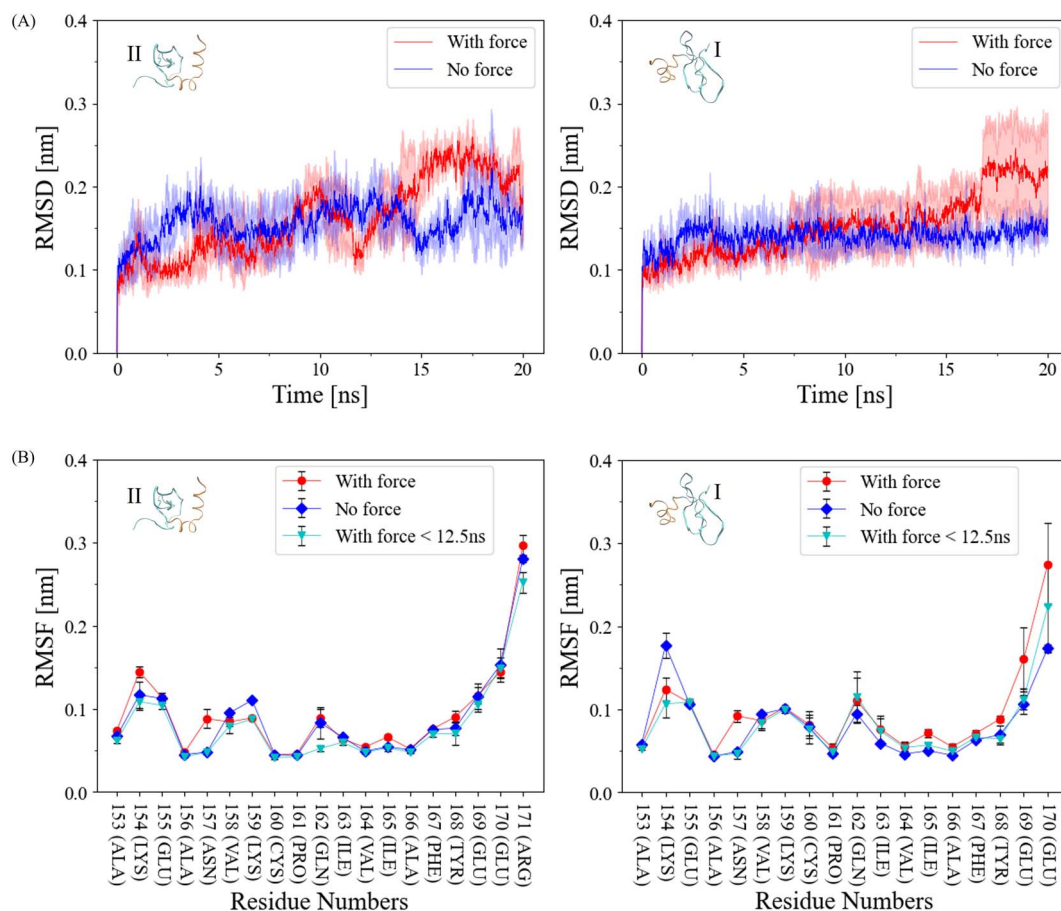 (A)
0.4
0.3
0.2
0.1
0.0
RMSD [nm]
II
With force
No force
0
5
10
15
20
Time [ns]
0.4
0.3
0.2
0.1
0.0
RMSD [nm]
I
With force
No force
0
5
10
15
20
Time [ns]
(B)
0.4
0.3
0.2
0.1
0.0
RMSF [nm]
II
With force
No force
With force < 12.5ns
153 (ALA)
154 (LYS)
155 (GLU)
156 (ALA)
157 (ASN)
158 (VAL)
159 (LYS)
160 (CYS)
161 (PRO)
162 (GLN)
163 (ILE)
164 (VAL)
165 (ILE)
166 (ALA)
167 (PHE)
168 (TYR)
169 (GLU)
170 (GLU)
171 (ARG)
Residue Numbers
0.4
0.3
0.2
0.1
0.0
RMSF [nm]
I
With force
No force
With force < 12.5ns
153 (ALA)
154 (LYS)
155 (GLU)
156 (ALA)
157 (ASN)
158 (VAL)
159 (LYS)
160 (CYS)
161 (PRO)
162 (GLN)
163 (ILE)
164 (VAL)
165 (ILE)
166 (ALA)
167 (PHE)
168 (TYR)
169 (GLU)
170 (GLU)
Residue Numbers